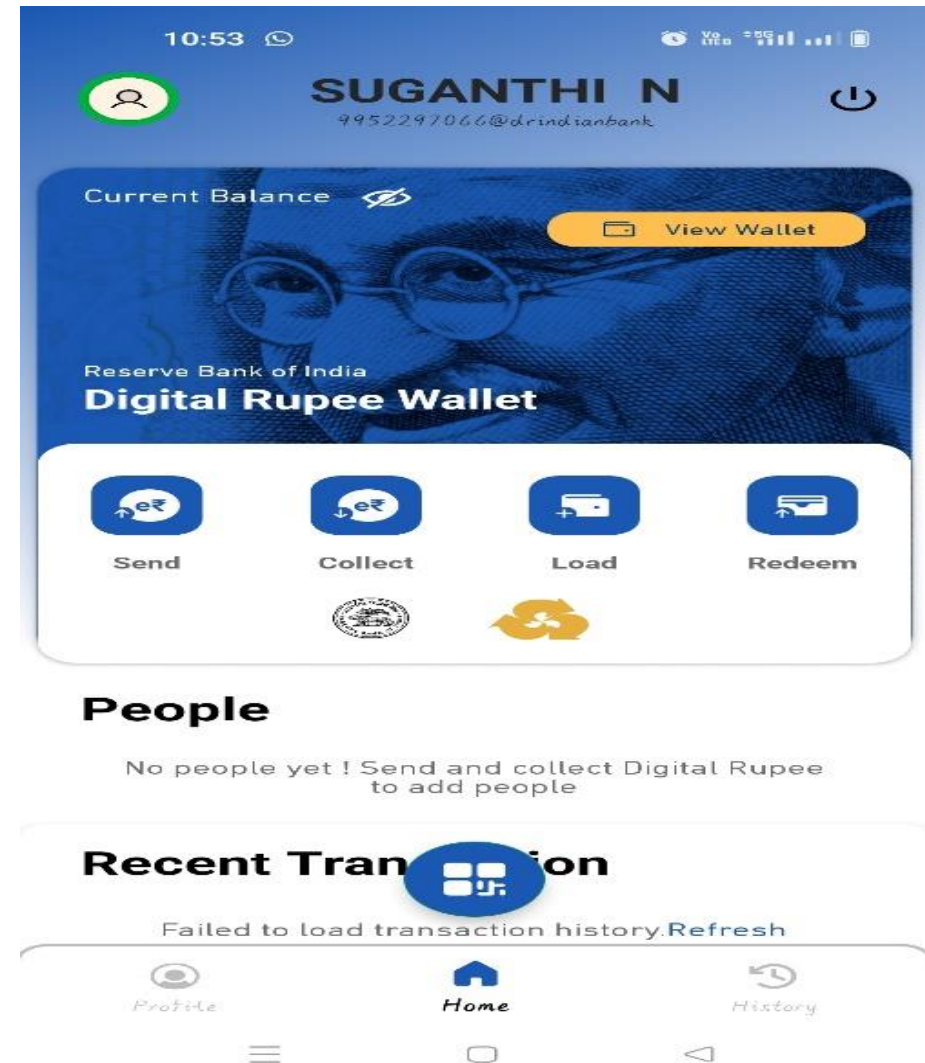 10:53
SUGANTHI N
9952297066@drindianbank
Current Balance
View Wallet
Reserve Bank of India
Digital Rupee Wallet
e₹ e₹
Send Collect Load Redeem
People
No people yet ! Send and collect Digital Rupee
to add people
Recent Tran ion
Failed to load transaction history.Refresh
Profile Home History